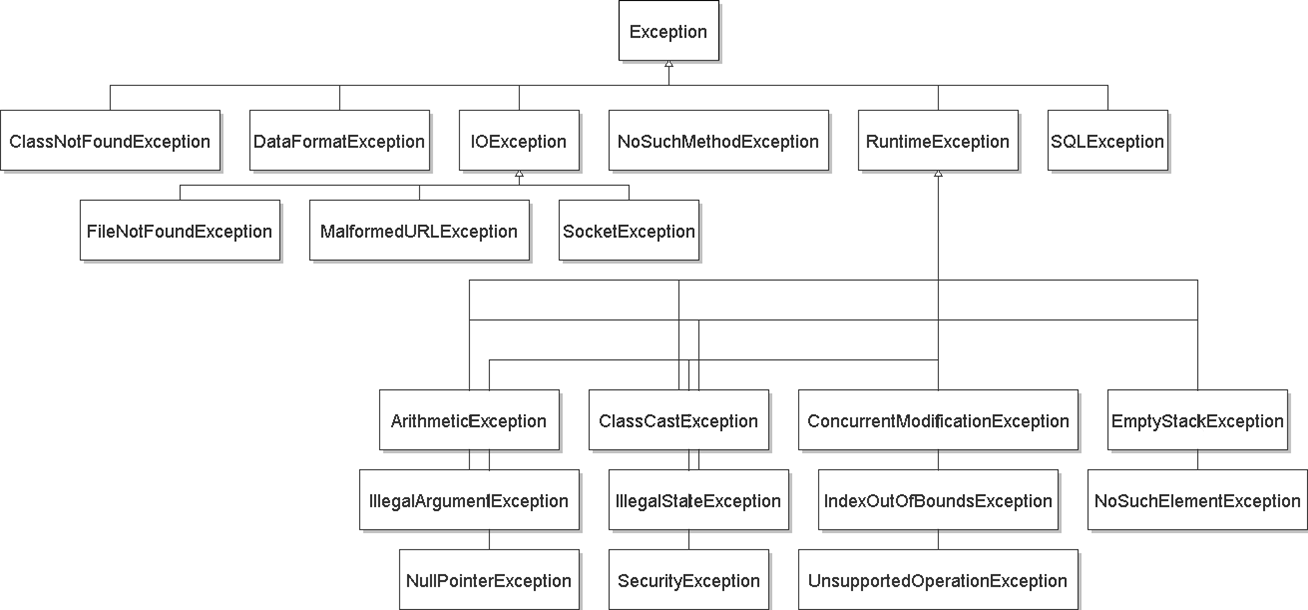 Exception
ClassNotFoundException
DataFormatException
IOException
NoSuchMethodException
RuntimeException
SQLException
FileNotFoundException
MalformedURLException
SocketException
ArithmeticException
ClassCastException
ConcurrentModificationException
EmptyStackException
IllegalArgumentException
IllegalStateException
IndexOutOfBoundsException
NoSuchElementException
NullPointerException
SecurityException
UnsupportedOperationException